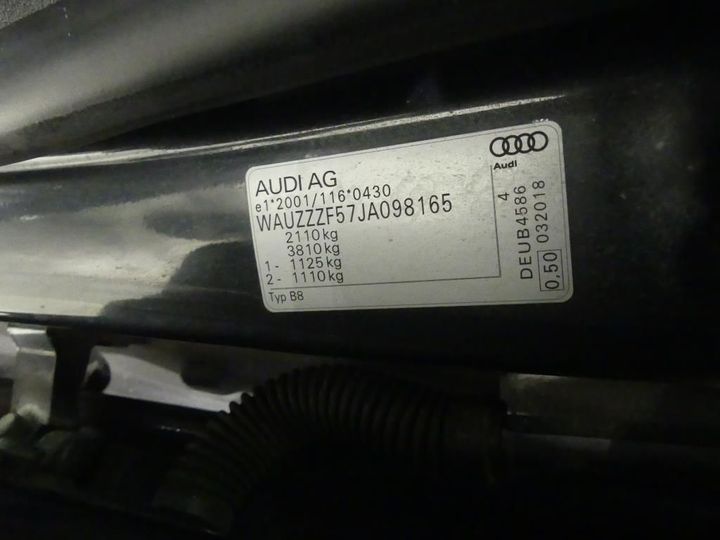 AUDI AG
e1*2001/116*0430
WAUZZZF57JA098165
2110kg
3810kg
1- 1125kg
2- 1110kg
Typ B8
Audi
4
DEUB4586
0,50 032018